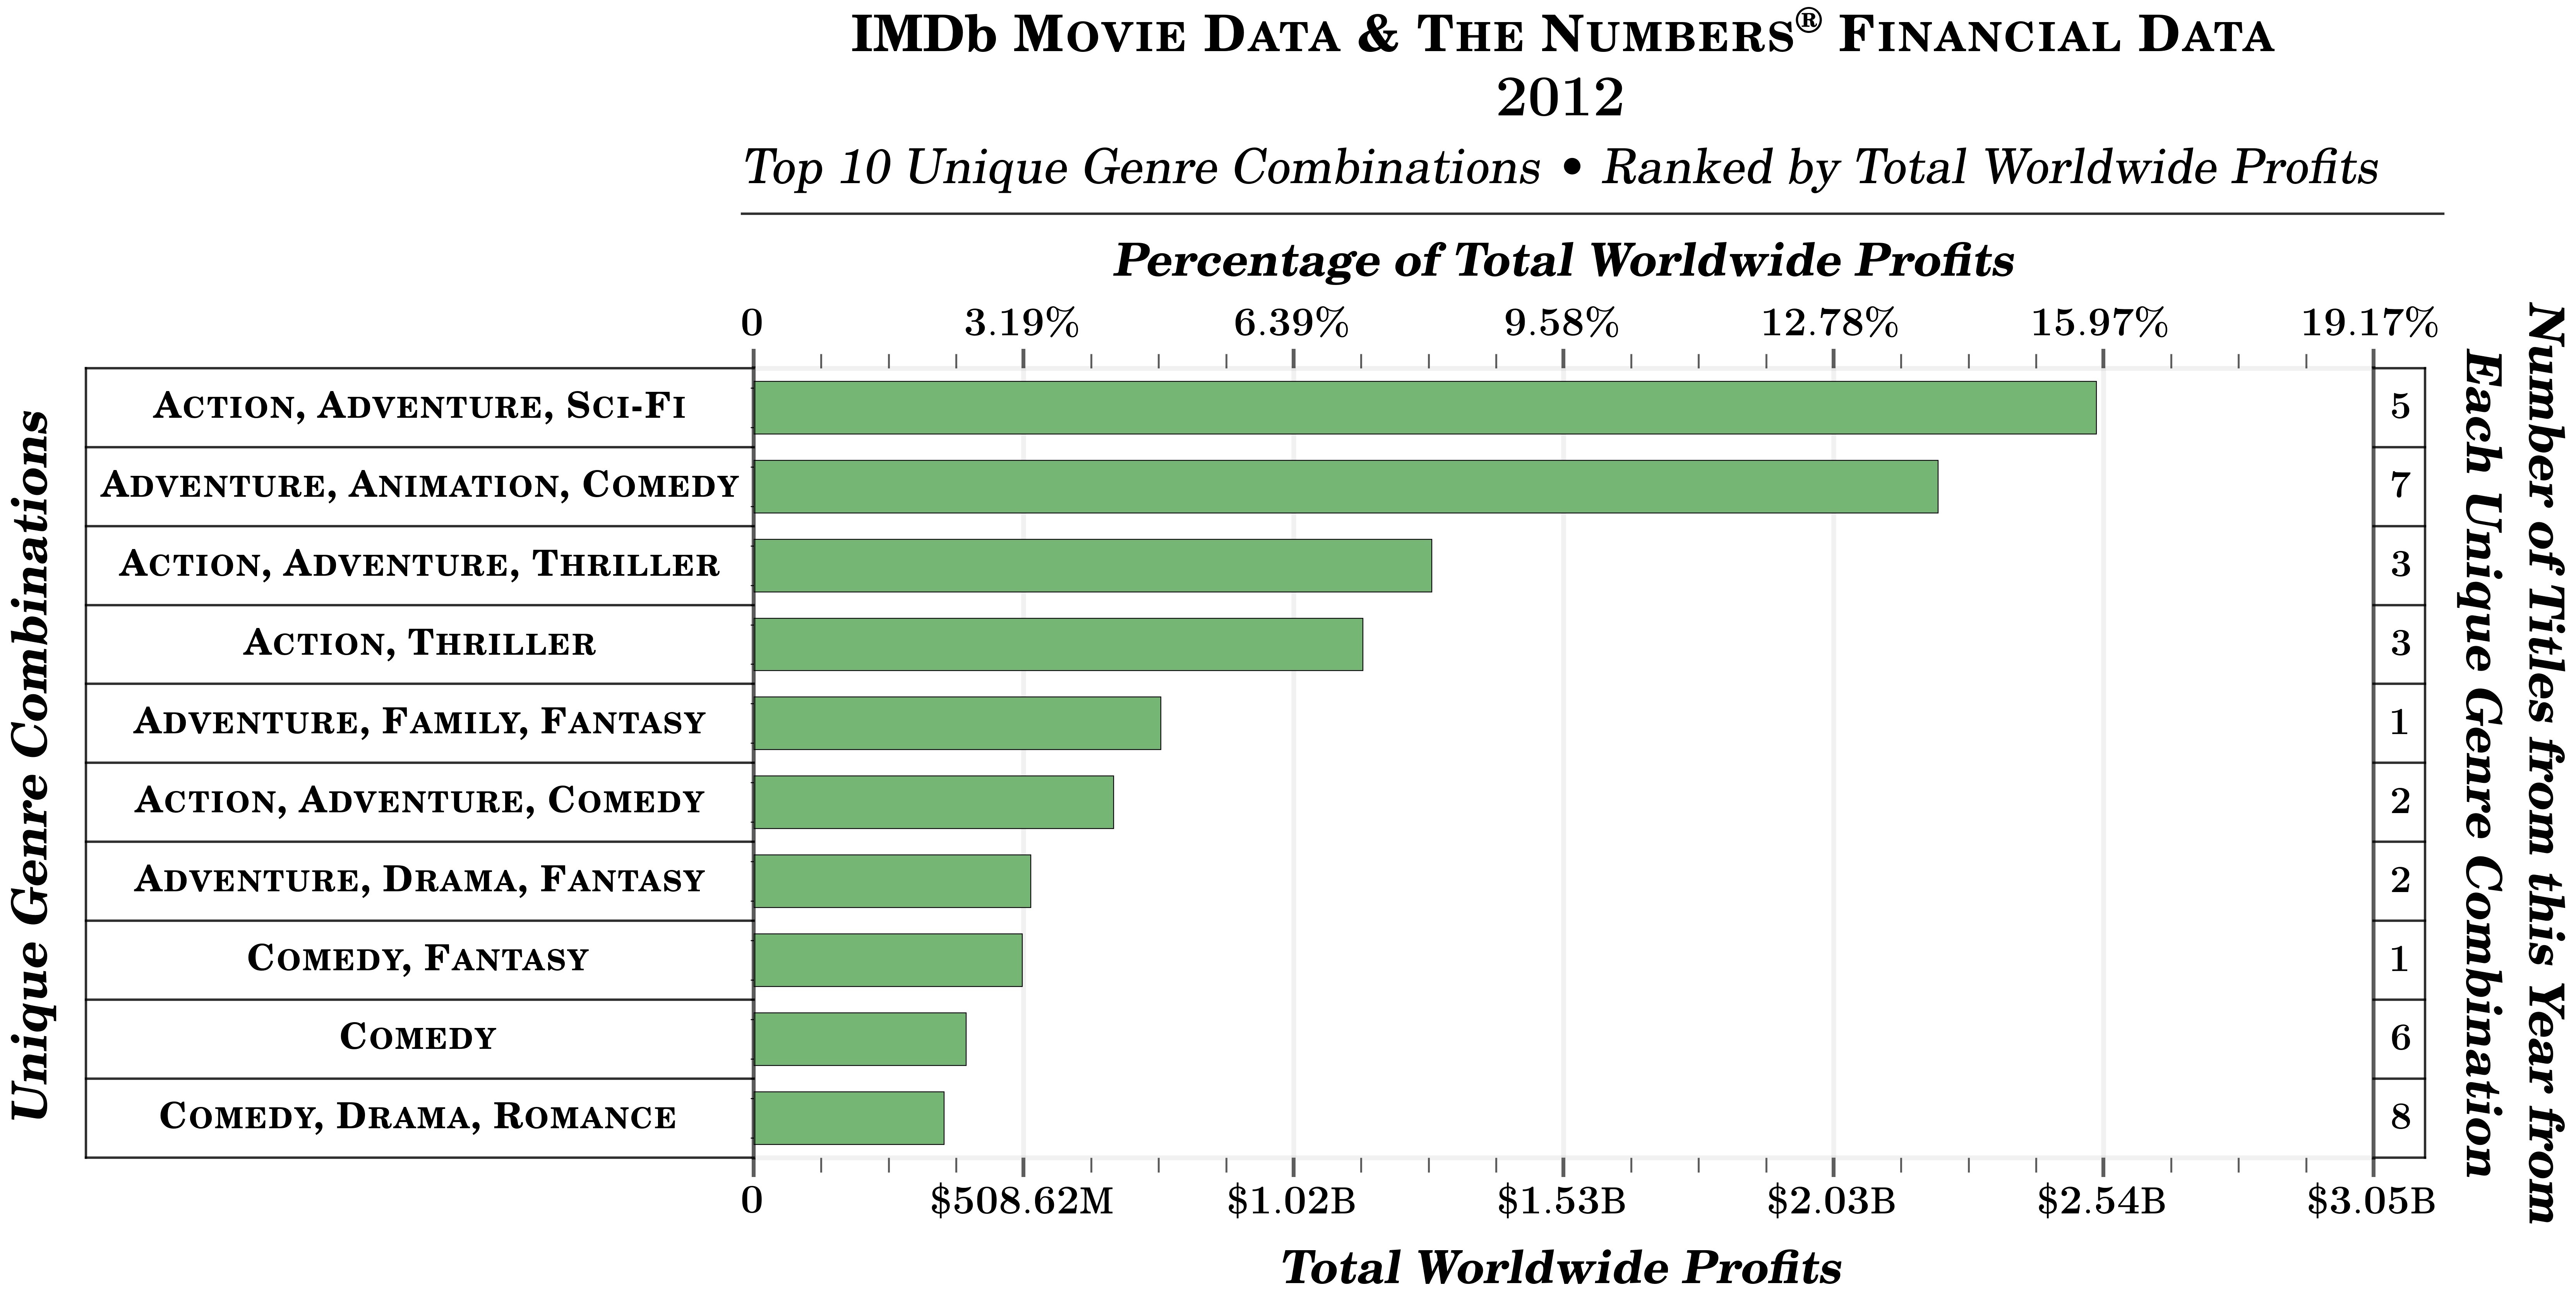 IMDb Movie Data & The Numbers® Financial Data
2012
Top 10 Unique Genre Combinations • Ranked by Total Worldwide Profits
Percentage of Total Worldwide Profits
0 3.19% 6.39% 9.58% 12.78% 15.97% 19.17%
Unique Genre Combinations
Action, Adventure, Sci-Fi 5
Adventure, Animation, Comedy 7
Action, Adventure, Thriller 3
Action, Thriller 3
Adventure, Family, Fantasy 1
Action, Adventure, Comedy 2
Adventure, Drama, Fantasy 2
Comedy, Fantasy 1
Comedy 6
Comedy, Drama, Romance 8
Number of Titles from this Year from
Each Unique Genre Combination
0 $508.62M $1.02B $1.53B $2.03B $2.54B $3.05B
Total Worldwide Profits